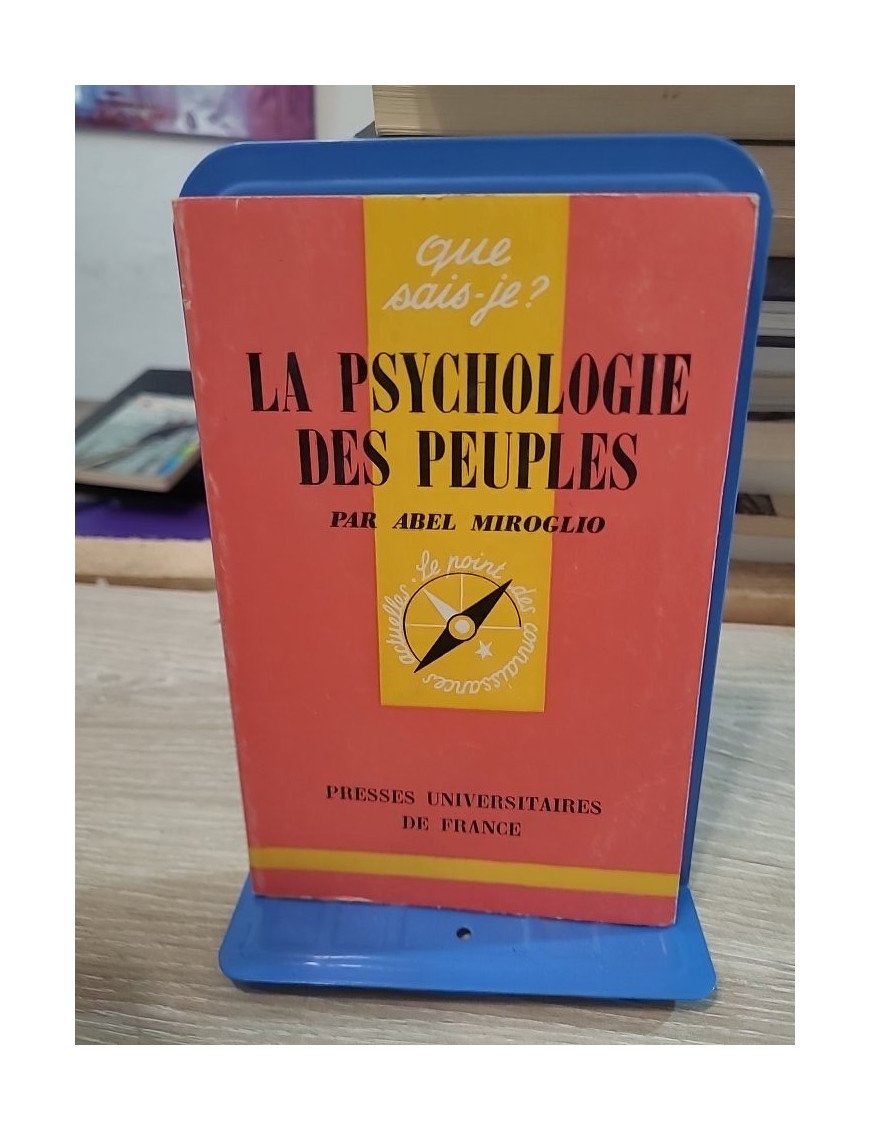 que
sais-je?
LA PSYCHOLOGIE
DES PEUPLES
PAR ABEL MIROGLIO
Le point des connaissances actuelles.
PRESSES UNIVERSITAIRES
DE FRANCE